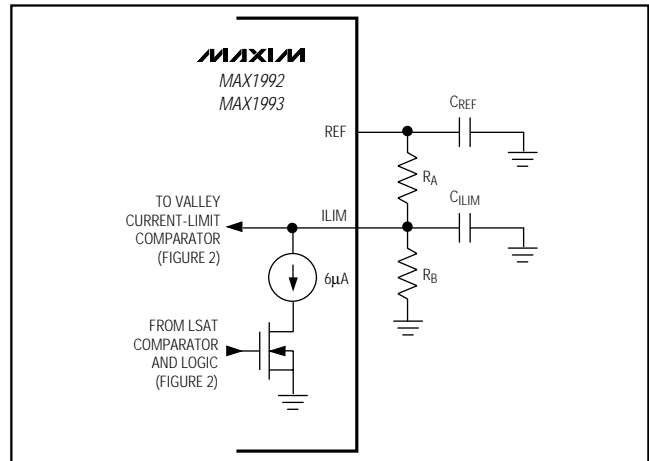 MAXIM
MAX1992
MAX1993
REF
CREF
RA
TO VALLEY
CURRENT-LIMIT
COMPARATOR
(FIGURE 2)
ILIM
CILIM
6µA
RB
FROM LSAT
COMPARATOR
AND LOGIC
(FIGURE 2)